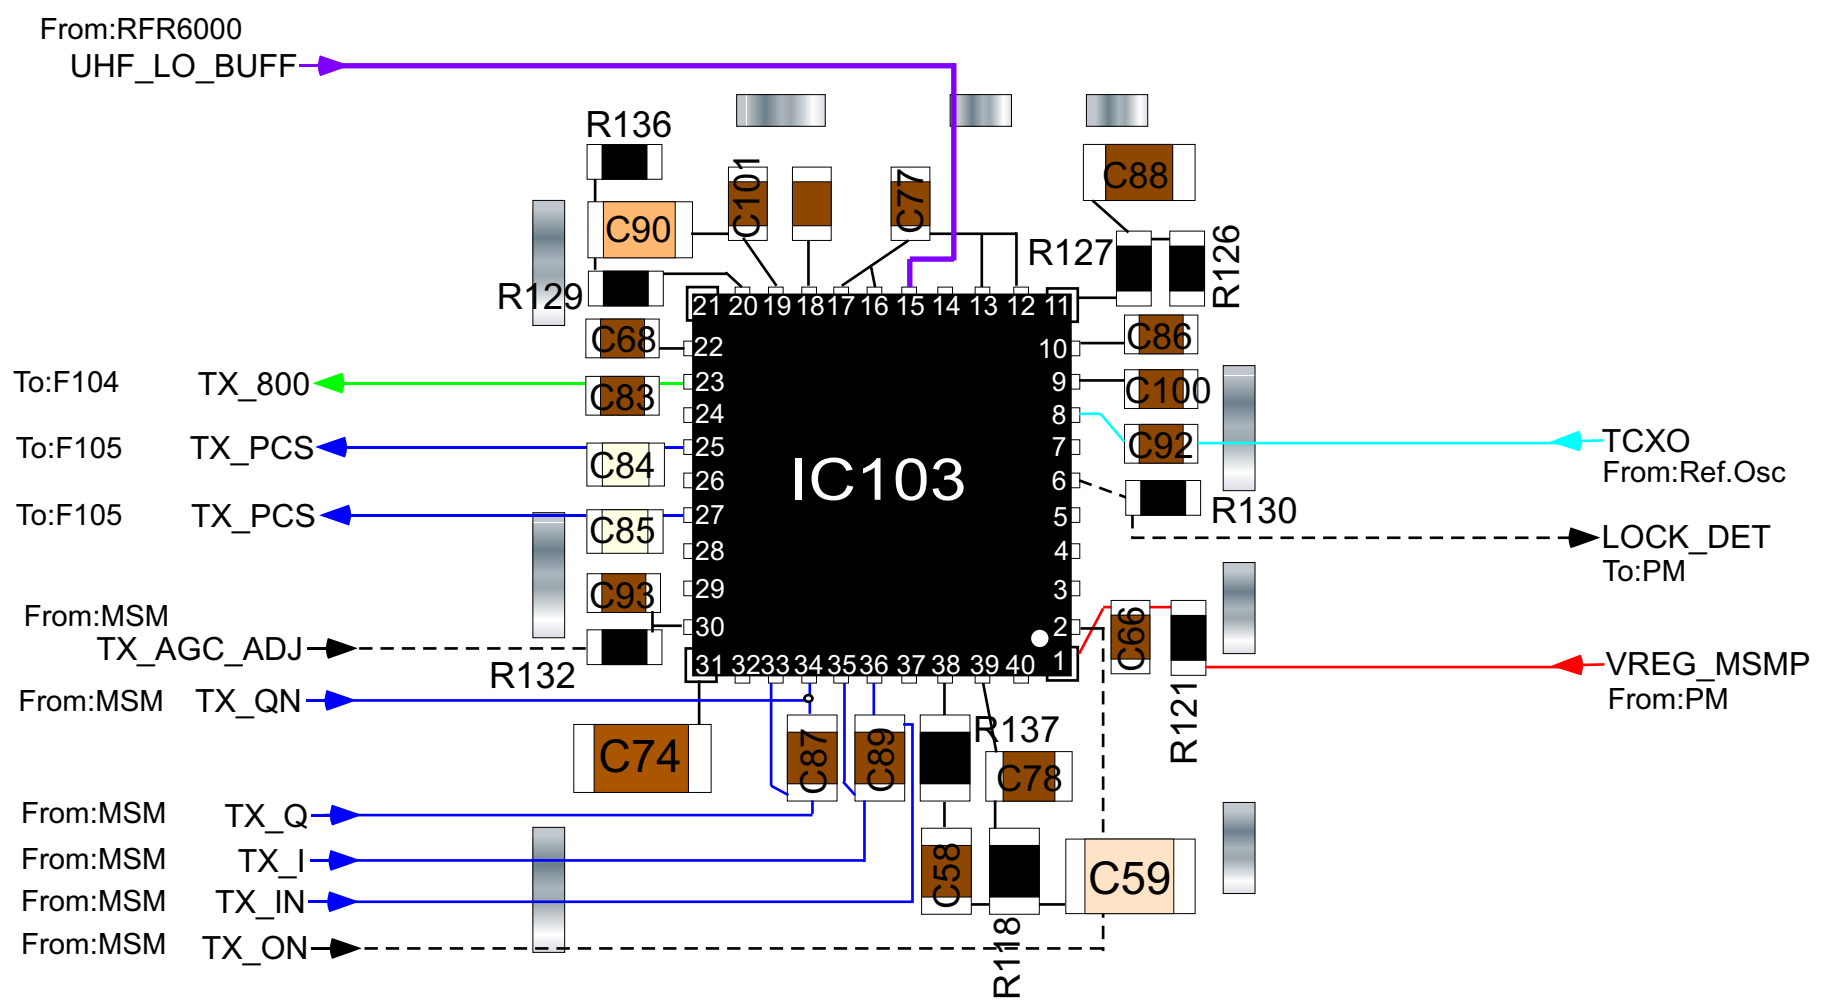 From:RFR6000
UHF_LO_BUFF
R136
C101
C77
C88
C90
R127
R126
R129
21 20 19 18 17 16 15 14 13 12 11
C68
22
10
C86
To:F104 TX_800
C83
23
9
C100
24
8
C92
TCXO
From:Ref.Osc
To:F105 TX_PCS
C84
25
7
26
6
IC103
R130
To:F105 TX_PCS
C85
27
5
LOCK_DET
To:PM
28
4
C93
29
3
From:MSM
TX_AGC_ADJ
30
2
C66
R132
31 32 33 34 35 36 37 38 39 40 1
VREG_MSMP
From:PM
From:MSM TX_QN
R121
R137
C74
C87
C89
C78
From:MSM TX_Q
From:MSM TX_I
C58
C59
From:MSM TX_IN
From:MSM TX_ON
R118